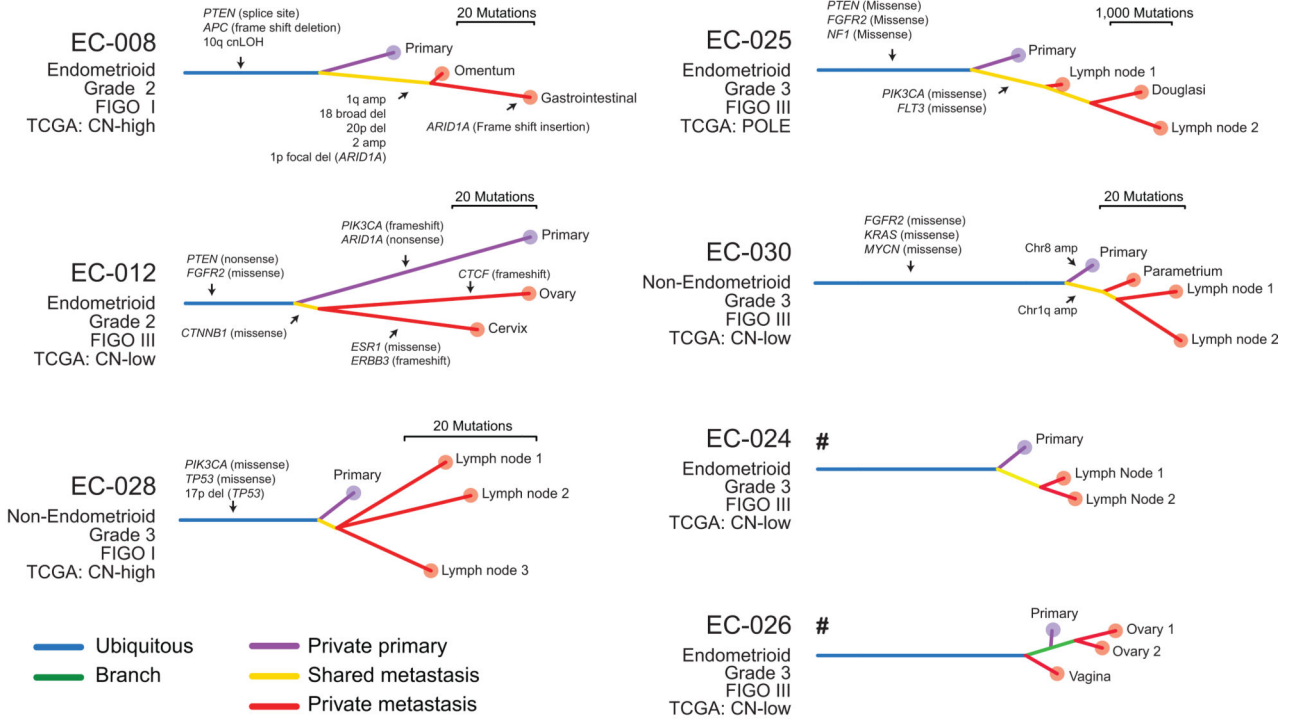 PTEN (splice site)
APC (frame shift deletion)
10q cnLOH
20 Mutations
EC-008
Endometrioid
Grade 2
FIGO I
TCGA: CN-high
Primary
Omentum
Gastrointestinal
1q amp
18 broad del
20p del
2 amp
1p focal del (ARID1A)
ARID1A (Frame shift insertion)
PTEN (Missense)
FGFR2 (Missense)
NF1 (Missense)
1,000 Mutations
EC-025
Endometrioid
Grade 3
FIGO III
TCGA: POLE
Primary
Lymph node 1
Douglasi
Lymph node 2
PIK3CA (missense)
FLT3 (missense)
20 Mutations
EC-012
Endometrioid
Grade 2
FIGO III
TCGA: CN-low
PTEN (nonsense)
FGFR2 (missense)
PIK3CA (frameshift)
ARID1A (nonsense)
Primary
CTCF (frameshift)
Ovary
Cervix
CTNNB1 (missense)
ESR1 (missense)
ERBB3 (frameshift)
20 Mutations
EC-030
Non-Endometrioid
Grade 3
FIGO III
TCGA: CN-low
FGFR2 (missense)
KRAS (missense)
MYCN (missense)
Chr8 amp
Primary
Parametrium
Lymph node 1
Chr1q amp
Lymph node 2
20 Mutations
EC-028
Non-Endometrioid
Grade 3
FIGO I
TCGA: CN-high
PIK3CA (missense)
TP53 (missense)
17p del (TP53)
Primary
Lymph node 1
Lymph node 2
Lymph node 3
EC-024 #
Endometrioid
Grade 3
FIGO III
TCGA: CN-low
Primary
Lymph Node 1
Lymph Node 2
EC-026 #
Endometrioid
Grade 3
FIGO III
TCGA: CN-low
Primary
Ovary 1
Ovary 2
Vagina
Ubiquitous
Branch
Private primary
Shared metastasis
Private metastasis